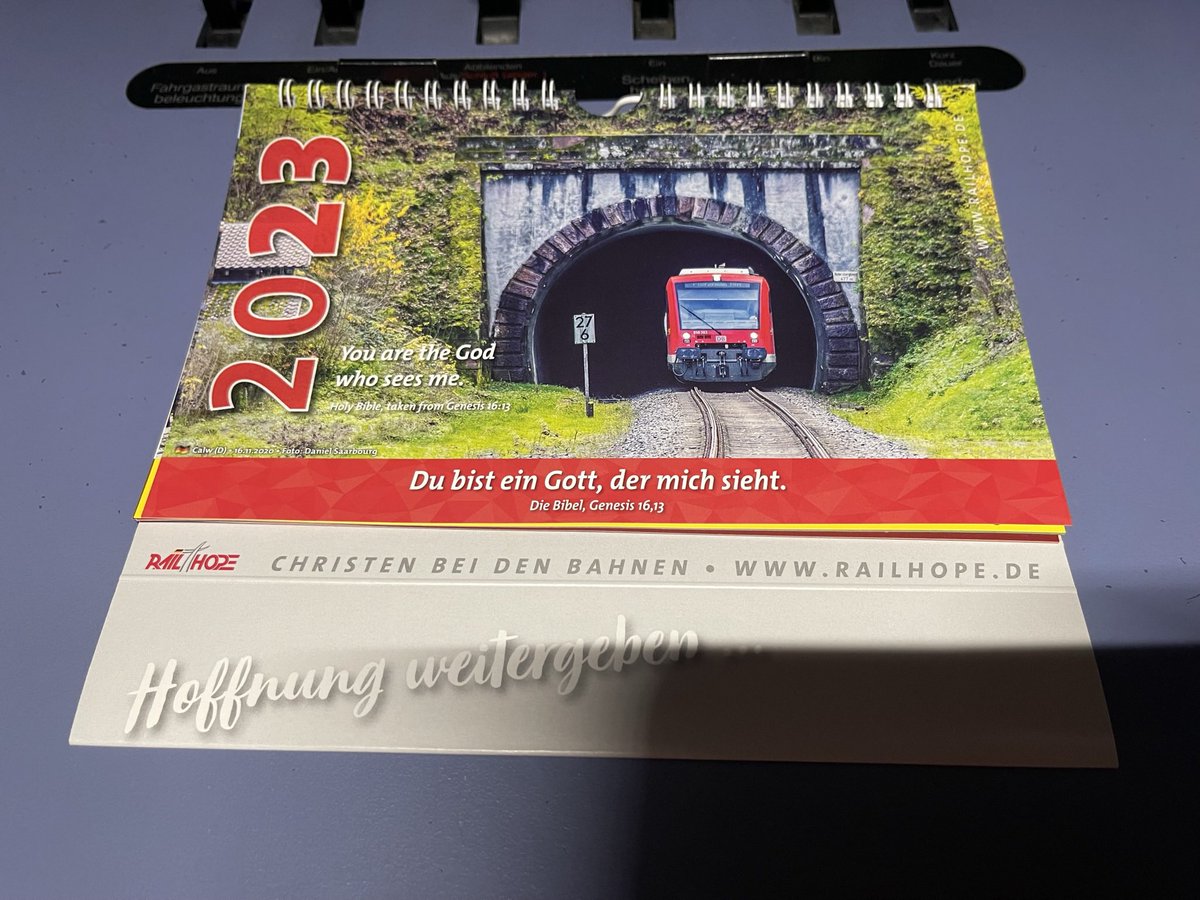 Aus
Abblenden
Ein
Ein
Kurz
Dauer
Fahrgastraum
beleuchtung
Scheiben
Senden
2023
WWW.RAILHOPE.DE
27
6
DB
You are the God
who sees me.
Holy Bible, taken from Genesis 16:13
Calw (D) • 16.11.2020 • Foto: Daniel Saarbourg
Du bist ein Gott, der mich sieht.
Die Bibel, Genesis 16,13
RAILHOPE CHRISTEN BEI DEN BAHNEN • WWW.RAILHOPE.DE
Hoffnung weitergeben ...